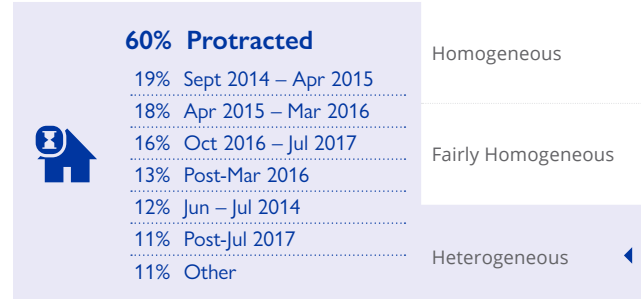 60% Protracted
19% Sept 2014 – Apr 2015
18% Apr 2015 – Mar 2016
16% Oct 2016 – Jul 2017
13% Post-Mar 2016
12% Jun – Jul 2014
11% Post-Jul 2017
11% Other
Homogeneous
Fairly Homogeneous
Heterogeneous